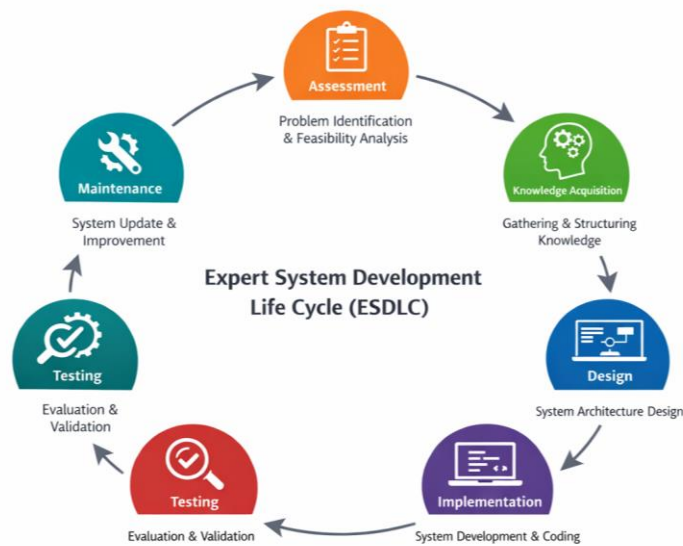 Assessment
Problem Identification
& Feasibility Analysis
Knowledge Acquisition
Gathering & Structuring
Knowledge
Design
System Architecture Design
Implementation
System Development & Coding
Testing
Evaluation & Validation
Testing
Evaluation &
Validation
Maintenance
System Update &
Improvement
Expert System Development
Life Cycle (ESDLC)